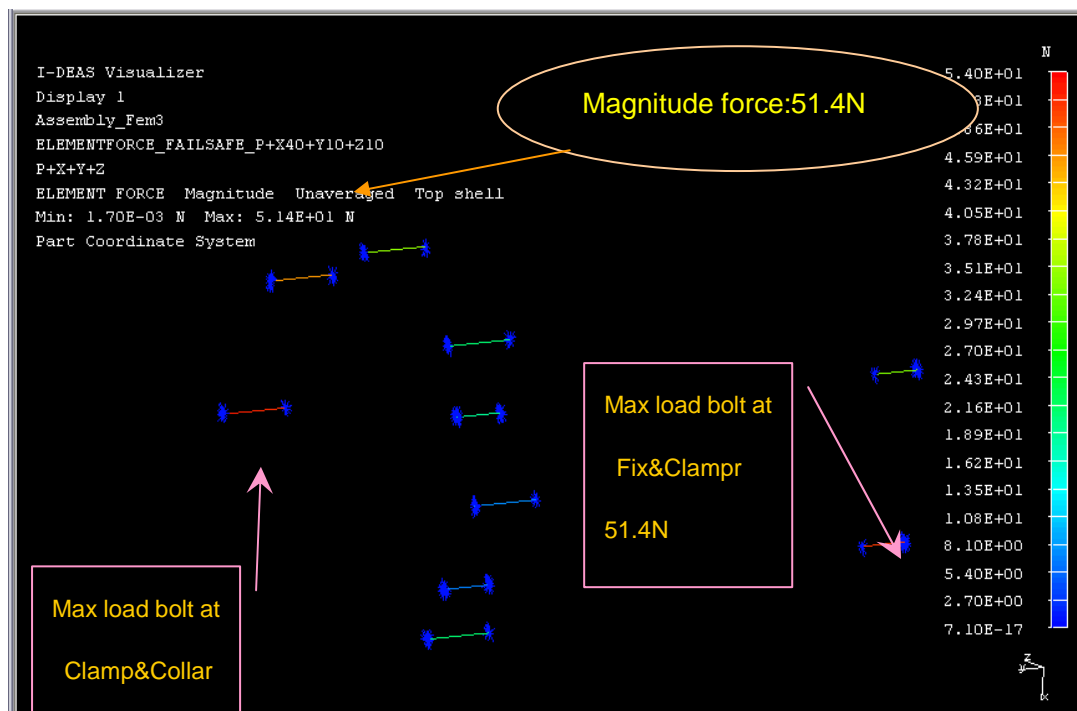 I-DEAS Visualizer
Display 1
Assembly_Fem3
ELEMENTFORCE_FAILSAFE_P+X40+Y10+Z10
P+X+Y+Z
ELEMENT FORCE Magnitude Unaveraged Top shell
Min: 1.70E-03 N Max: 5.14E+01 N
Part Coordinate System
Magnitude force:51.4N
N
5.40E+01
4.59E+01
4.32E+01
4.05E+01
3.78E+01
3.51E+01
3.24E+01
2.97E+01
2.70E+01
2.43E+01
2.16E+01
1.89E+01
1.62E+01
1.35E+01
1.08E+01
8.10E+00
5.40E+00
2.70E+00
7.10E-17
Max load bolt at
Fix&Clampr
51.4N
Max load bolt at
Clamp&Collar
Z
X